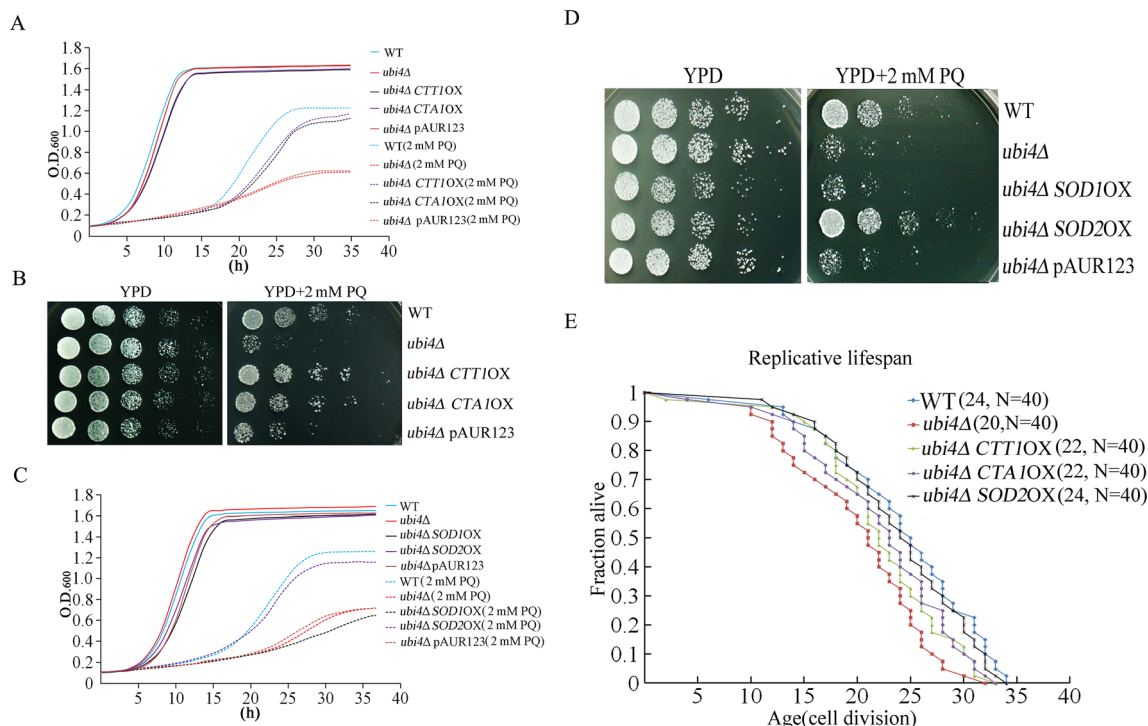 A
1.8
1.6
1.4
1.2
1.0
0.8
0.6
0.4
0.2
O.D.600
0 5 10 15 20 25 30 35 40
(h)
WT
ubi4Δ
ubi4Δ CTT1OX
ubi4Δ CTA1OX
ubi4Δ pAUR123
WT(2 mM PQ)
ubi4Δ(2 mM PQ)
ubi4Δ CTT1OX(2 mM PQ)
ubi4Δ CTA1OX(2 mM PQ)
ubi4Δ pAUR123(2 mM PQ)
B
YPD YPD+2 mM PQ
WT
ubi4Δ
ubi4Δ CTT1OX
ubi4Δ CTA1OX
ubi4Δ pAUR123
C
1.8
1.6
1.4
1.2
1.0
0.8
0.6
0.4
0.2
0
O.D.600
5 10 15 20 25 30 35 40
(h)
WT
ubi4Δ
ubi4Δ SOD1OX
ubi4Δ SOD2OX
ubi4Δ pAUR123
WT(2 mM PQ)
ubi4Δ(2 mM PQ)
ubi4Δ SOD1OX(2 mM PQ)
ubi4Δ SOD2OX(2 mM PQ)
ubi4Δ pAUR123(2 mM PQ)
D
YPD YPD+2 mM PQ
WT
ubi4Δ
ubi4Δ SOD1OX
ubi4Δ SOD2OX
ubi4Δ pAUR123
E
Replicative lifespan
1
0.9
0.8
0.7
0.6
0.5
0.4
0.3
0.2
0.1
0
Fraction alive
5 10 15 20 25 30 35 40
Age(cell division)
WT(24, N=40)
ubi4Δ(20,N=40)
ubi4Δ CTT1OX(22, N=40)
ubi4Δ CTA1OX(22, N=40)
ubi4Δ SOD2OX(24, N=40)